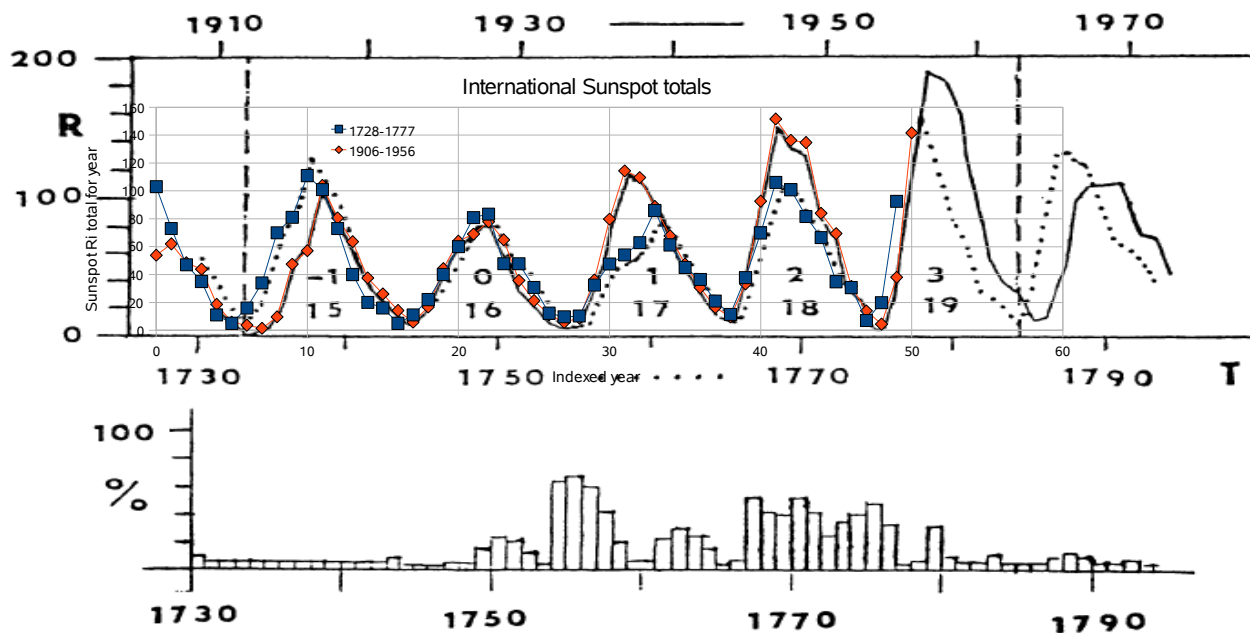 1910 1930 1950 1970
200
International Sunspot totals
R
Sunspot Ri total for year
160
140
120
100
80
60
40
20
0
1728-1777
1906-1956
100
0
-1 0 1 2 3
15 16 17 18 19
0 10 20 30 40 50 60
1730 1750 Indexed year 1770 1790 T
100
%
0
1730 1750 1770 1790